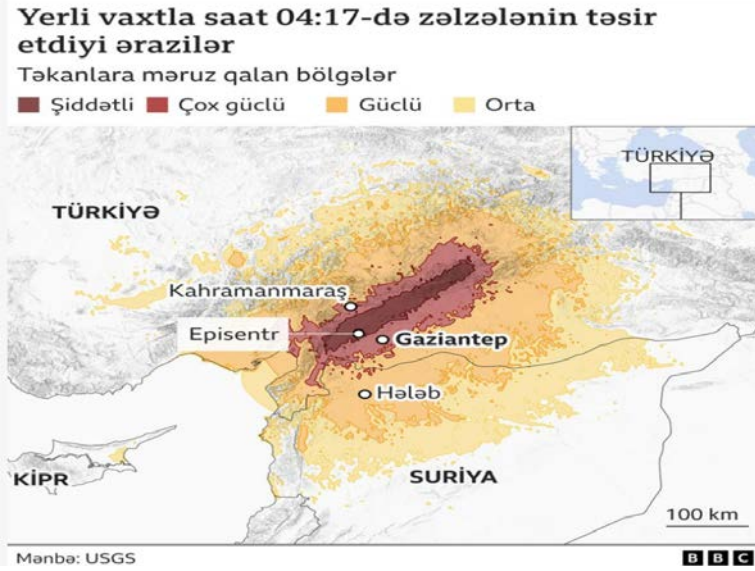 Yerli vaxtla saat 04:17-də zəlzələnin təsir
etdiyi ərazilər
Təkanlara məruz qalan bölgələr
Şiddətli Çox güclü Güclü Orta
TÜRKİYƏ
TÜRKİYƏ
Kahramanmaraş
Episentr
Gaziantep
Hələb
KİPR
SURİYA
100 km
Mənbə: USGS
BBC